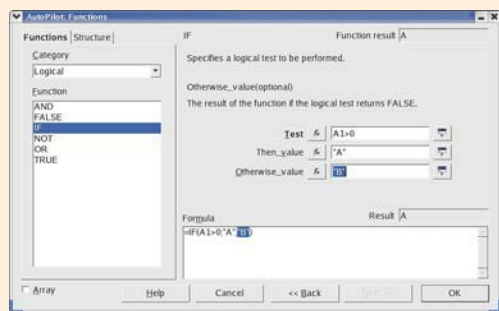 AutoPilot: Functions
Functions Structure
IF
Function result A
Category
Logical
Function
AND
FALSE
IF
NOT
OR
TRUE
Specifies a logical test to be performed.
Otherwise_value(optional)
The result of the function if the logical test returns FALSE.
Test A1>0
Then_value "A"
Otherwise_value "B"
Formula
Result A
=IF(A1>0;"A";"B")
Array
Help
Cancel
<< Back
Next >>
OK